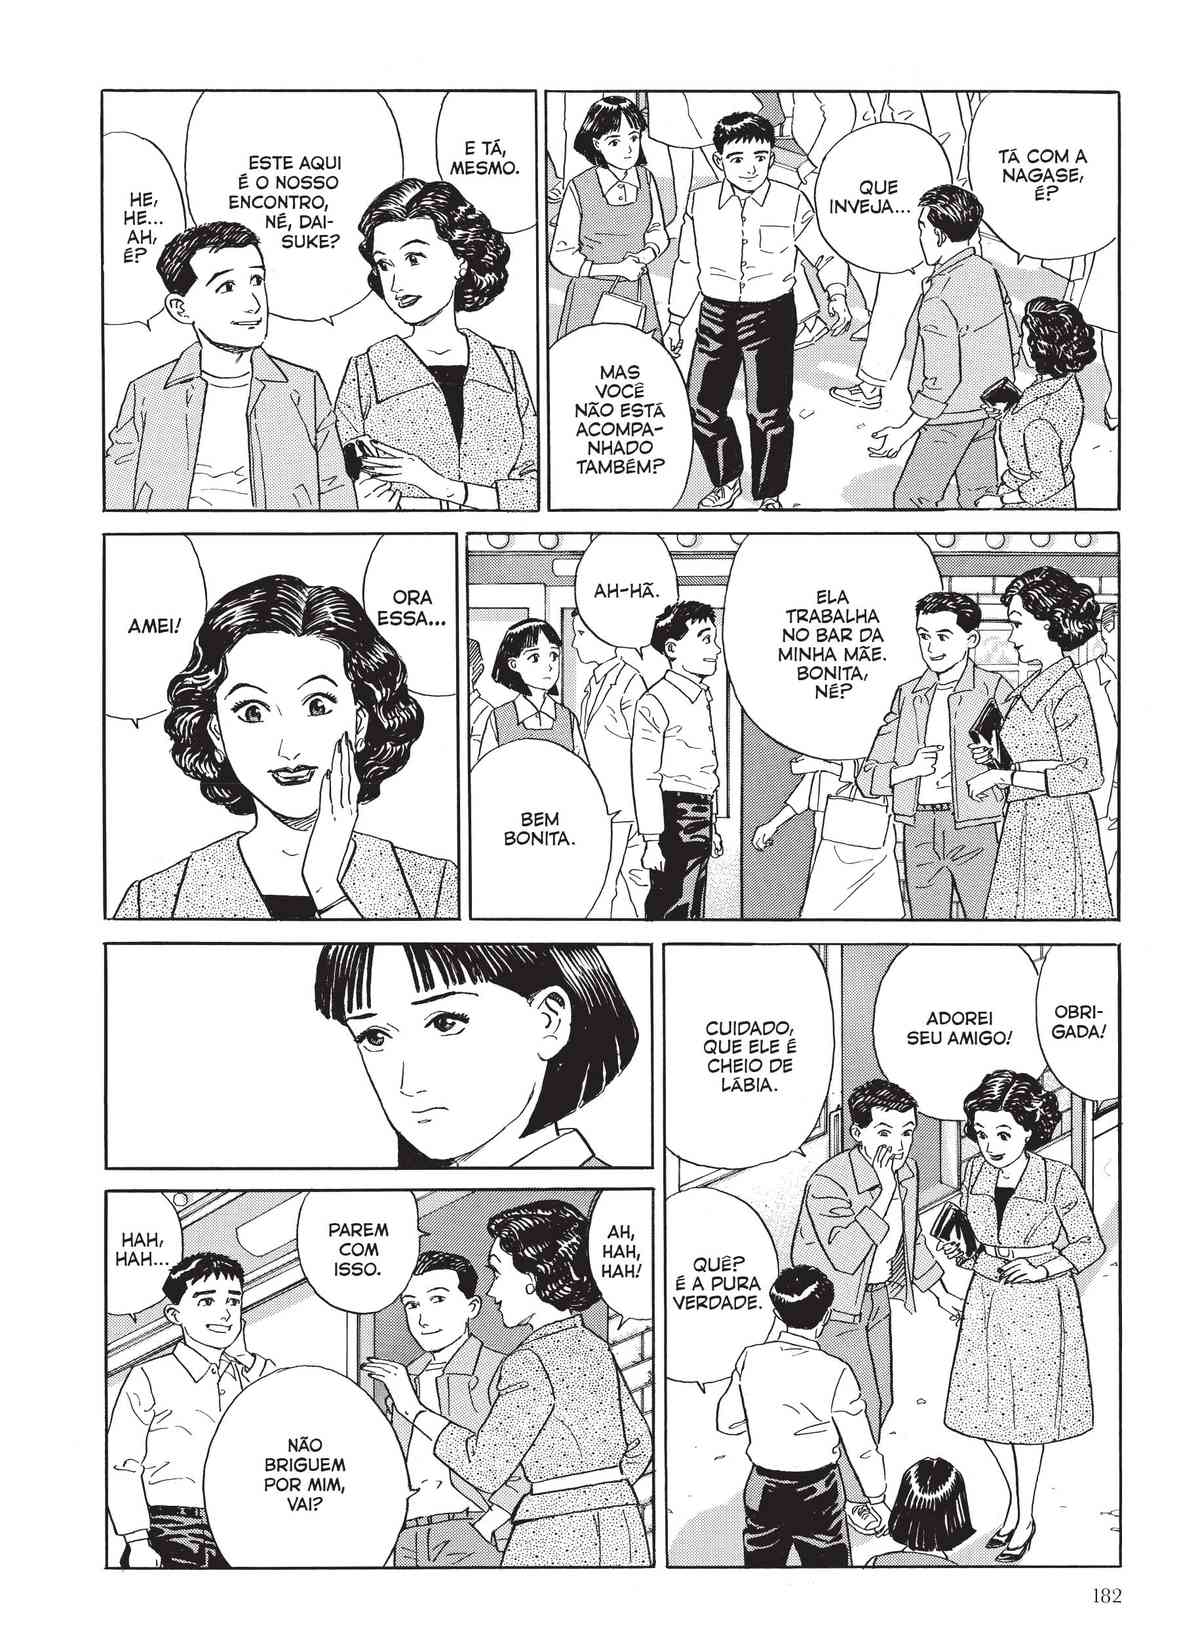 TÁ COM A
NAGASE,
É?
QUE
INVEJA...
MAS
VOCÊ
NÃO ESTÁ
ACOMPA-
NHADO
TAMBÉM?
E TÁ,
MESMO.
ESTE AQUI
É O NOSSO
ENCONTRO,
NÉ, DAI-
SUKE?
HE,
HE...
AH,
É?
ELA
TRABALHA
NO BAR DA
MINHA MÃE.
BONITA,
NÉ?
AH-HÃ.
BEM
BONITA.
ORA
ESSA...
AMEI!
OBRI-
GADA!
ADOREI
SEU AMIGO!
CUIDADO,
QUE ELE É
CHEIO DE
LÁBIA.
QUÊ?
É A PURA
VERDADE.
AH,
HAH,
HAH!
PAREM
COM
ISSO.
NÃO
BRIGUEM
POR MIM,
VAI?
HAH,
HAH...
182